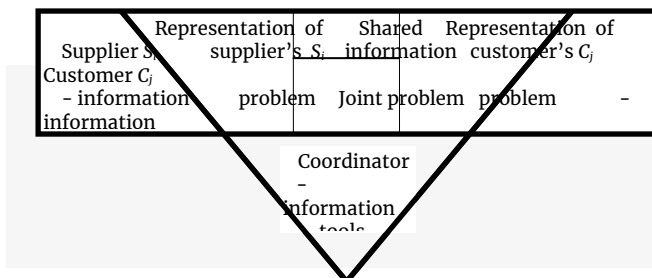 Representation of Shared Representation of
Supplier Sᵢ supplier's Sᵢ information customer's Cⱼ
Customer Cⱼ
- information problem Joint problem problem -
information
Coordinator
-
information
tools